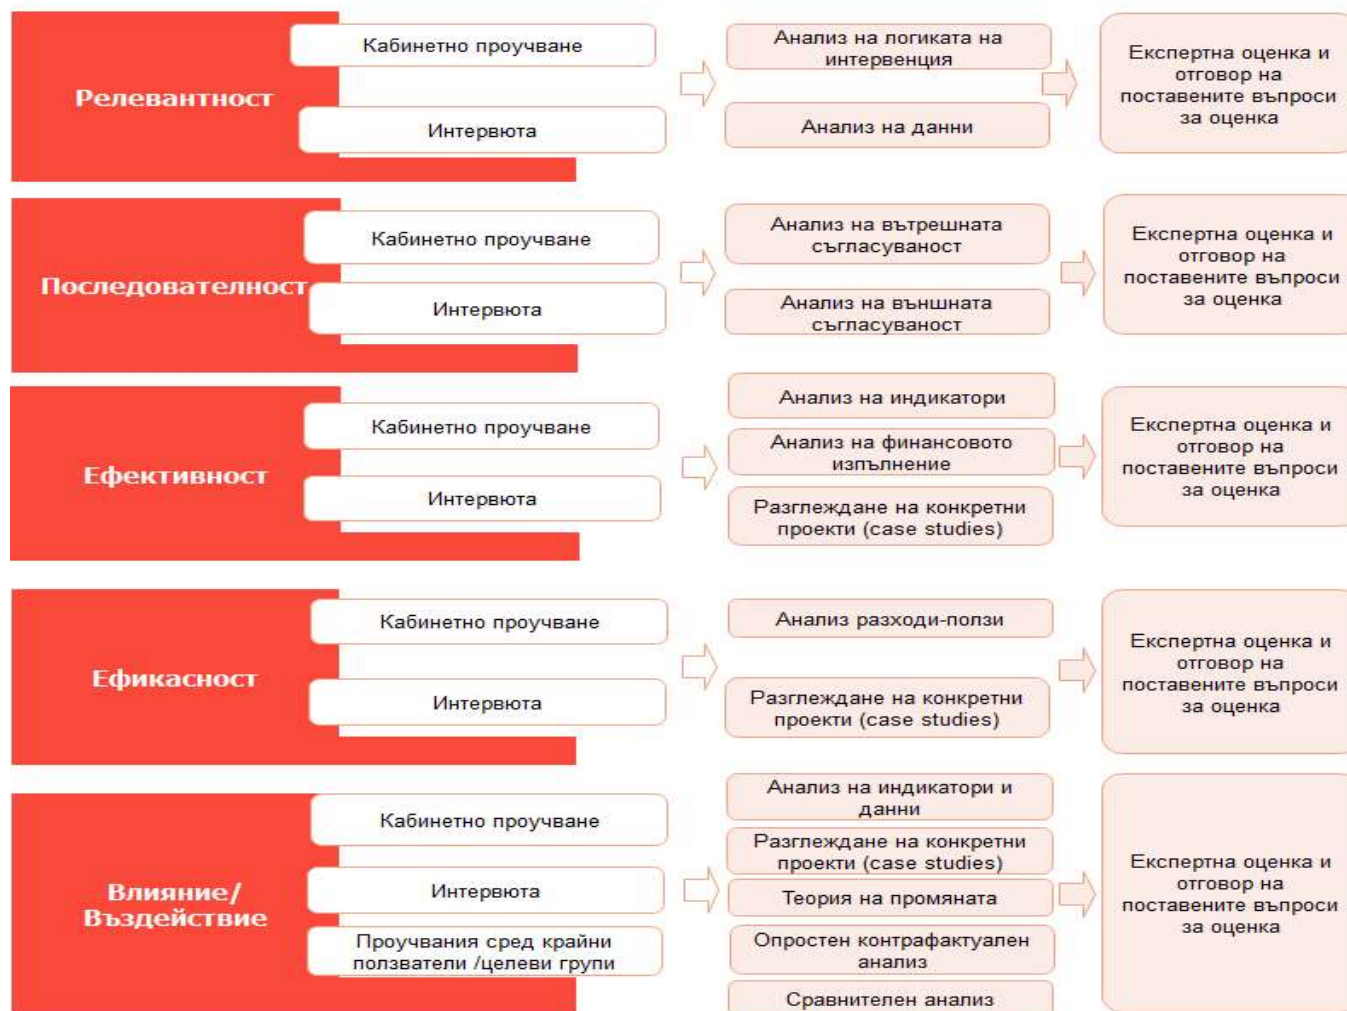 Релевантност
Кабинетно проучване
Интервюта
Анализ на логиката на
интервенция
Анализ на данни
Експертна оценка и
отговор на
поставените въпроси
за оценка
Последователност
Кабинетно проучване
Интервюта
Анализ на вътрешната
съгласуваност
Анализ на външната
съгласуваност
Експертна оценка и
отговор на
поставените въпроси
за оценка
Ефективност
Кабинетно проучване
Интервюта
Анализ на индикатори
Анализ на финансовото
изпълнение
Разглеждане на конкретни
проекти (case studies)
Експертна оценка и
отговор на
поставените въпроси
за оценка
Ефикасност
Кабинетно проучване
Интервюта
Анализ разходи-ползи
Разглеждане на конкретни
проекти (case studies)
Експертна оценка и
отговор на
поставените въпроси
за оценка
Влияние/
Въздействие
Кабинетно проучване
Интервюта
Проучвания сред крайни
ползватели /целеви групи
Анализ на индикатори и
данни
Разглеждане на конкретни
проекти (case studies)
Теория на промяната
Опростен контрафактуален
анализ
Сравнителен анализ
Експертна оценка и
отговор на
поставените въпроси
за оценка